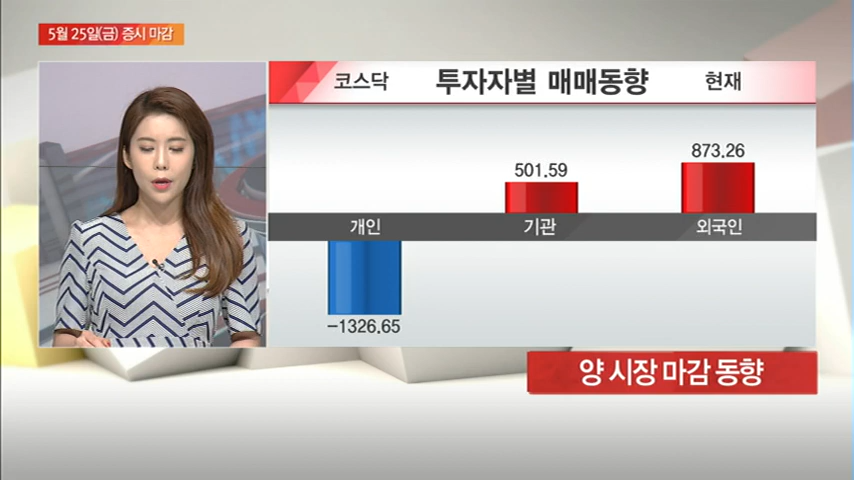 5월 25일(금) 증시 마감
코스닥 투자자별 매매동향 현재
501.59 873.26
개인 기관 외국인
-1326.65
양 시장 마감 동향